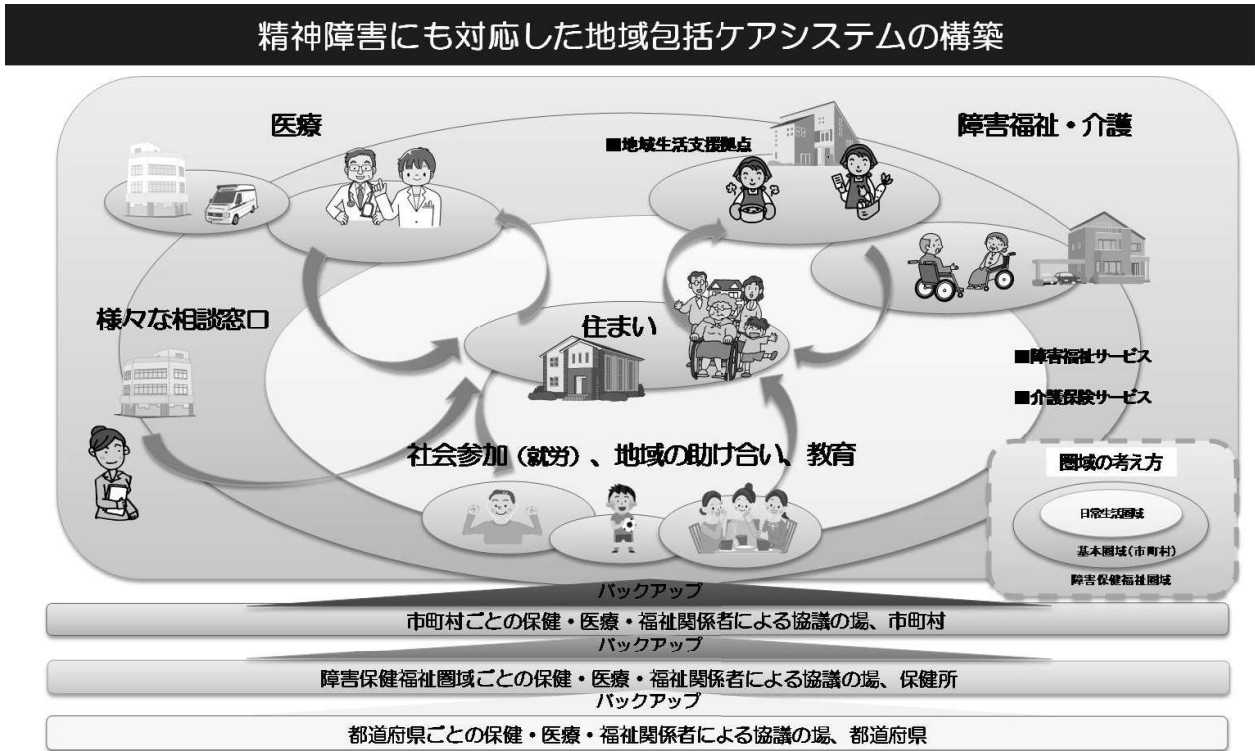 精神障害にも対応した地域包括ケアシステムの構築
医療
障害福祉・介護
■地域生活支援拠点
様々な相談窓口
住まい
■障害福祉サービス
■介護保険サービス
社会参加（就労）、地域の助け合い、教育
圏域の考え方
日常生活圏域
基本圏域（市町村）
障害保健福祉圏域
バックアップ
市町村ごとの保健・医療・福祉関係者による協議の場、市町村
バックアップ
障害保健福祉圏域ごとの保健・医療・福祉関係者による協議の場、保健所
バックアップ
都道府県ごとの保健・医療・福祉関係者による協議の場、都道府県